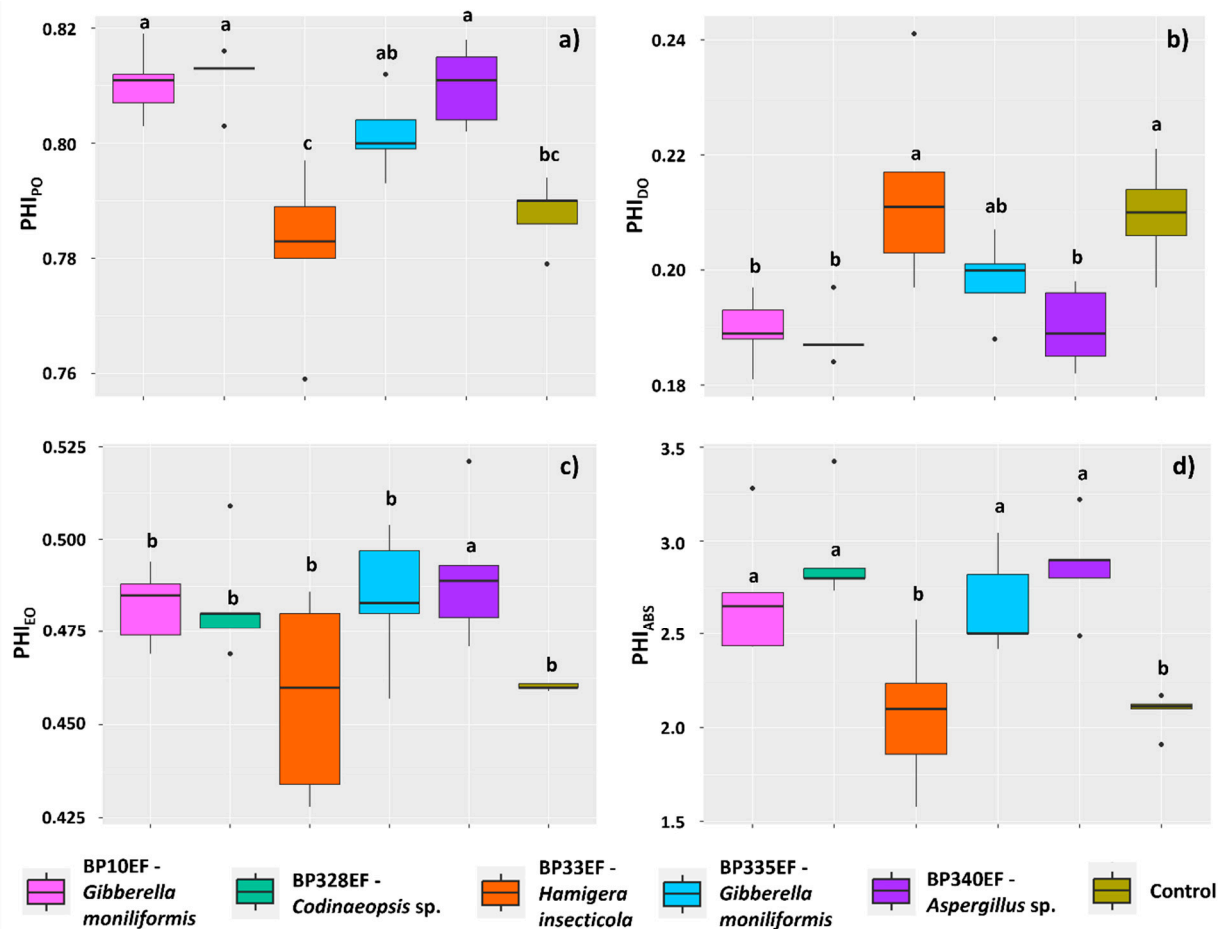 0.82
0.80
0.78
0.76
PHIPO
a
a
c
ab
a
bc
a)
0.24
0.22
0.20
0.18
PHIDO
b
b
a
ab
b
a
b)
0.525
0.500
0.475
0.450
0.425
PHIEO
b
b
b
b
a
b
c)
3.5
3.0
2.5
2.0
1.5
PHIABS
a
a
b
a
a
b
d)
BP10EF -
Gibberella
moniliformis
BP328EF -
Codinaeopsis sp.
BP33EF -
Hamigera
insecticola
BP335EF -
Gibberella
moniliformis
BP340EF -
Aspergillus sp.
Control